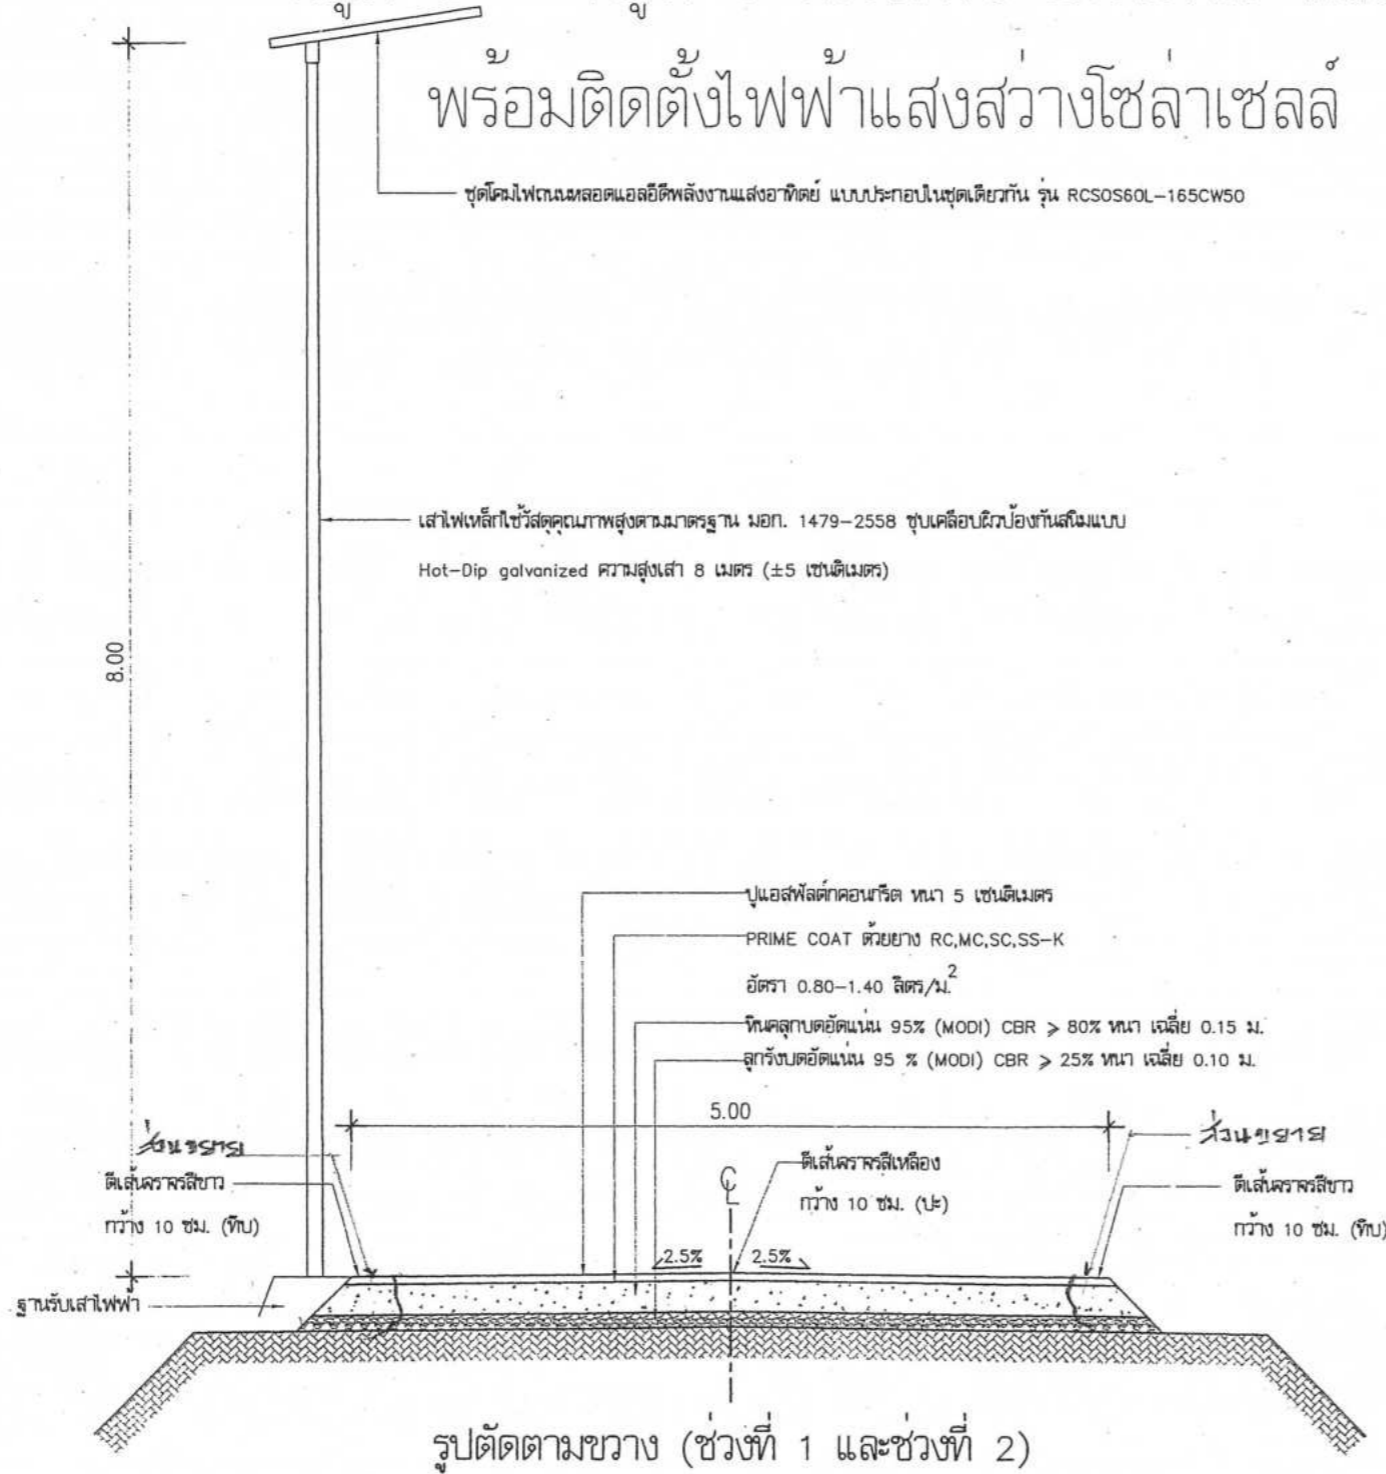 พร้อมติดตั้งไฟฟ้าแสงสว่างโซล่าเซลล์
ชุดโคมไฟถนนหลอดแอลอีดีพลังงานแสงอาทิตย์ แบบประกอบในชุดเดียวกัน รุ่น RCSOS60L-165CW50
เสาไฟเหล็กใช้วัสดุคุณภาพสูงตามมาตรฐาน มอก. 1479-2558 ชุบเคลือบผิวป้องกันสนิมแบบ
Hot-Dip galvanized ความสูงเสา 8 เมตร (±5 เซนติเมตร)
8.00
ปูแอสฟัลต์กคอนกรีต หนา 5 เซนติเมตร
PRIME COAT ด้วยยาง RC,MC,SC,SS-K
อัตรา 0.80-1.40 ลิตร/ม.²
หินคลุกบดอัดแน่น 95% (MODI) CBR ⩾ 80% หนา เฉลี่ย 0.15 ม.
ลูกรังบดอัดแน่น 95 % (MODI) CBR ⩾ 25% หนา เฉลี่ย 0.10 ม.
5.00
ส่วนขยาย
ส่วนขยาย
ตีเส้นจราจรสีขาว
กว้าง 10 ซม. (ทึบ)
ตีเส้นจราจรสีเหลือง
กว้าง 10 ซม. (ปะ)
ตีเส้นจราจรสีขาว
กว้าง 10 ซม. (ทึบ)
2.5% 2.5%
ฐานรับเสาไฟฟ้า
รูปตัดตามขวาง (ช่วงที่ 1 และช่วงที่ 2)